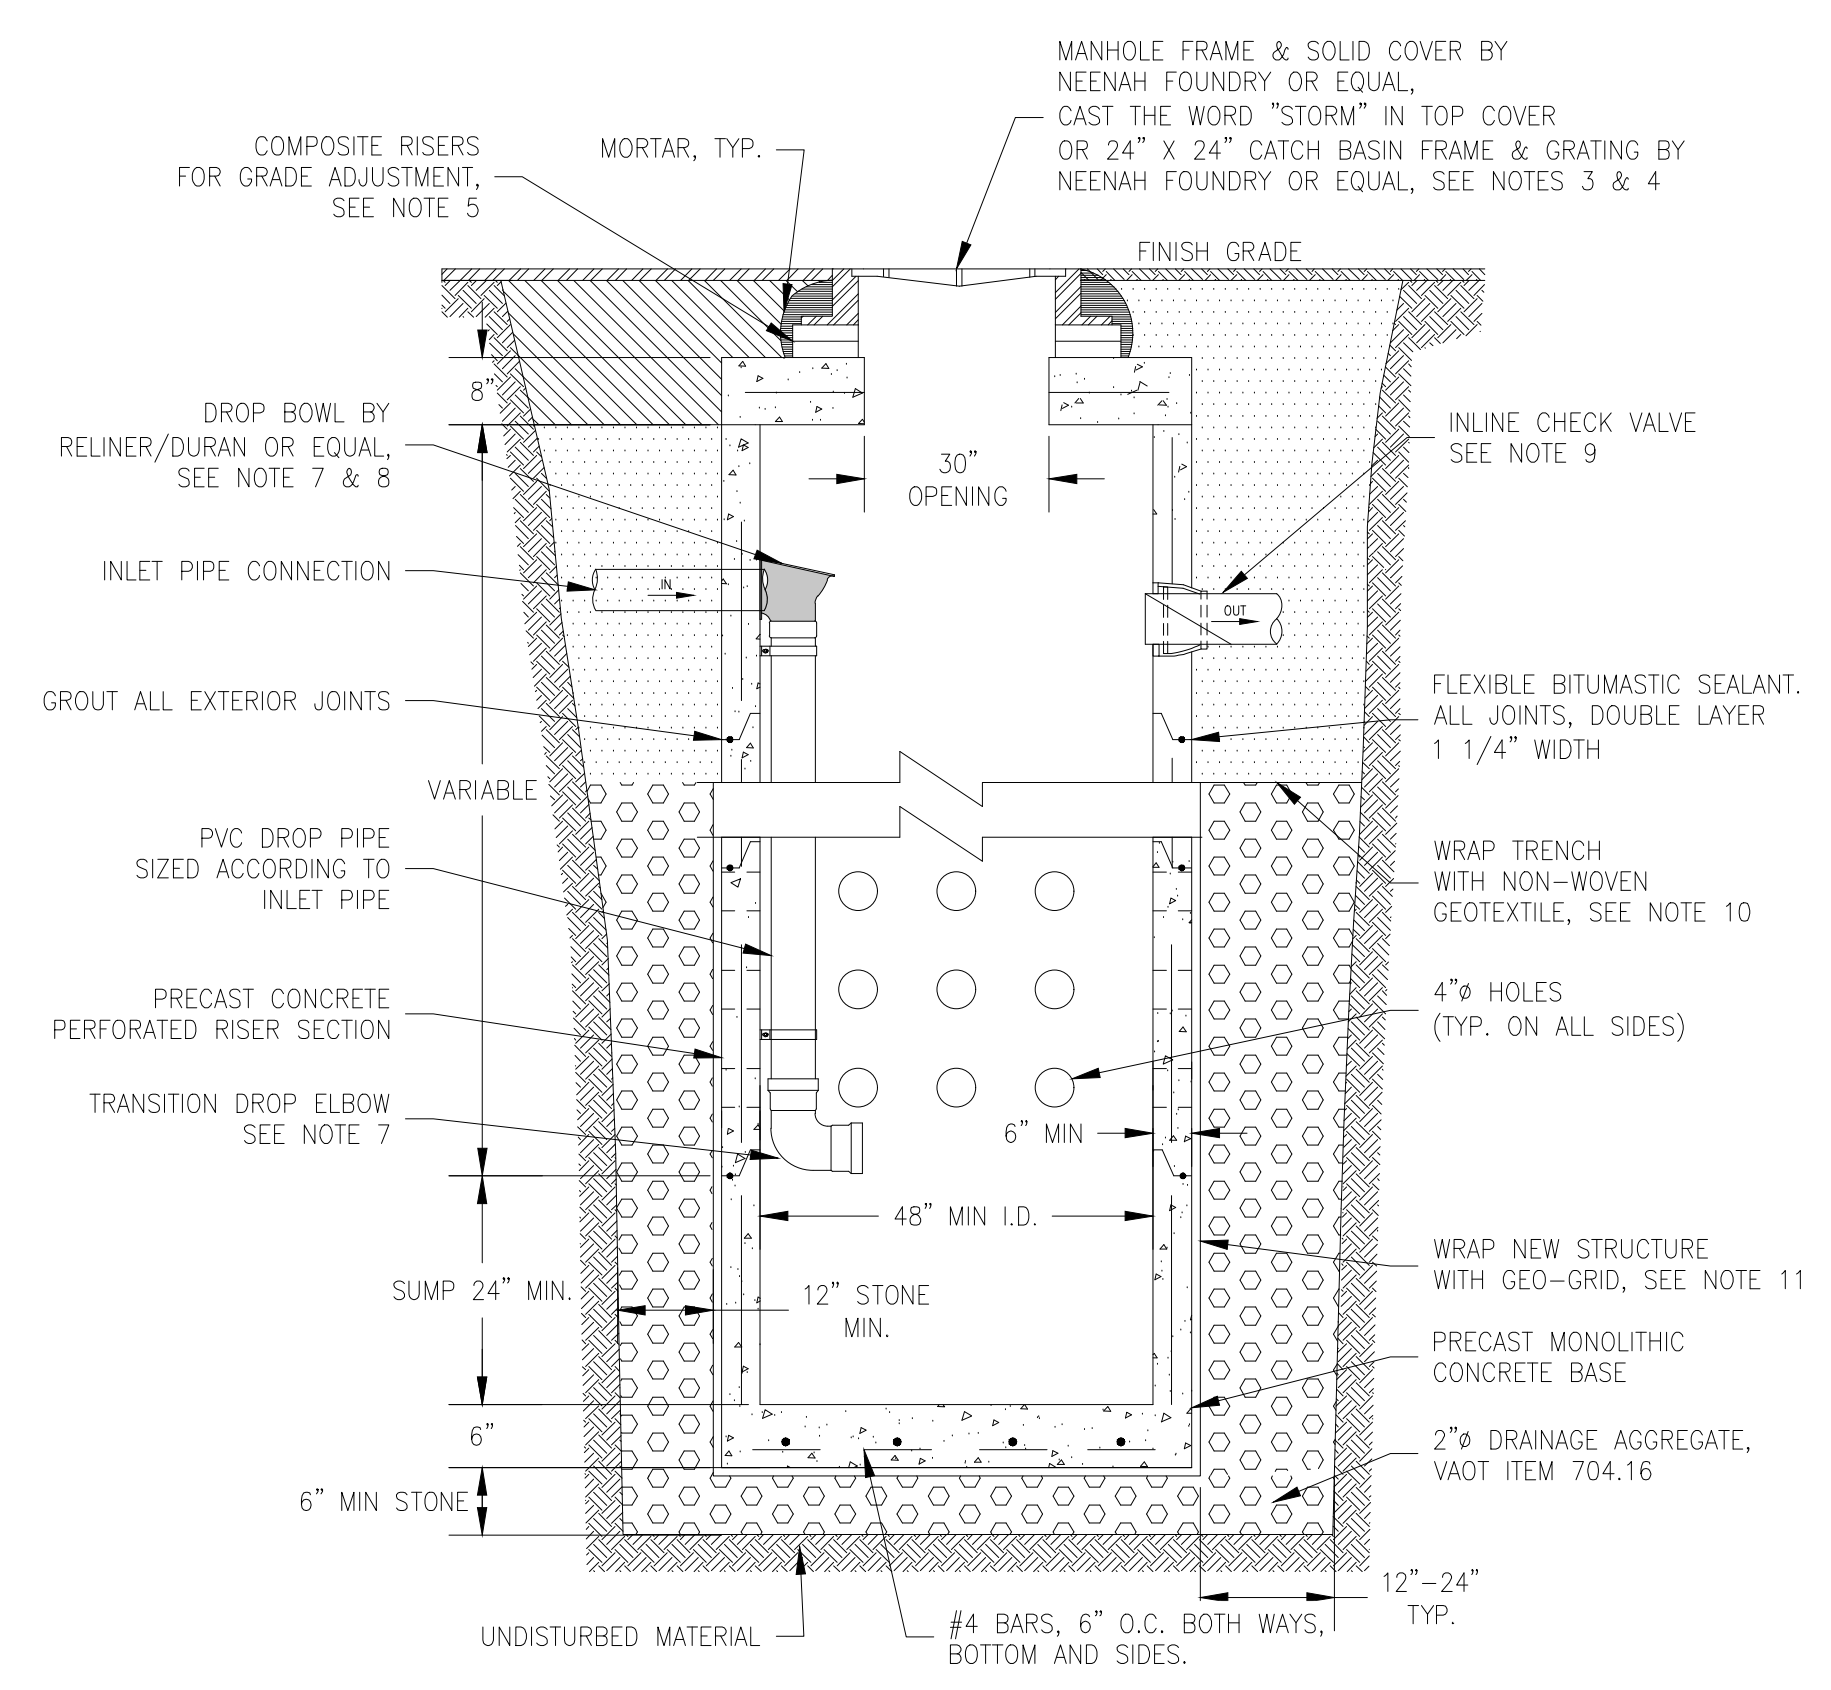 MANHOLE FRAME & SOLID COVER BY
NEENAH FOUNDRY OR EQUAL,
CAST THE WORD "STORM" IN TOP COVER
OR 24" X 24" CATCH BASIN FRAME & GRATING BY
NEENAH FOUNDRY OR EQUAL, SEE NOTES 3 & 4
COMPOSITE RISERS
FOR GRADE ADJUSTMENT,
SEE NOTE 5
MORTAR, TYP.
FINISH GRADE
8"
DROP BOWL BY
RELINER/DURAN OR EQUAL,
SEE NOTE 7 & 8
30"
OPENING
INLINE CHECK VALVE
SEE NOTE 9
INLET PIPE CONNECTION
IN
OUT
GROUT ALL EXTERIOR JOINTS
FLEXIBLE BITUMASTIC SEALANT.
ALL JOINTS, DOUBLE LAYER
1 1/4" WIDTH
VARIABLE
PVC DROP PIPE
SIZED ACCORDING TO
INLET PIPE
WRAP TRENCH
WITH NON-WOVEN
GEOTEXTILE, SEE NOTE 10
PRECAST CONCRETE
PERFORATED RISER SECTION
4"ø HOLES
(TYP. ON ALL SIDES)
TRANSITION DROP ELBOW
SEE NOTE 7
6" MIN
48" MIN I.D.
WRAP NEW STRUCTURE
WITH GEO-GRID, SEE NOTE 11
SUMP 24" MIN.
12" STONE
MIN.
PRECAST MONOLITHIC
CONCRETE BASE
6"
2"ø DRAINAGE AGGREGATE,
VAOT ITEM 704.16
6" MIN STONE
12"-24"
TYP.
UNDISTURBED MATERIAL
#4 BARS, 6" O.C. BOTH WAYS,
BOTTOM AND SIDES.